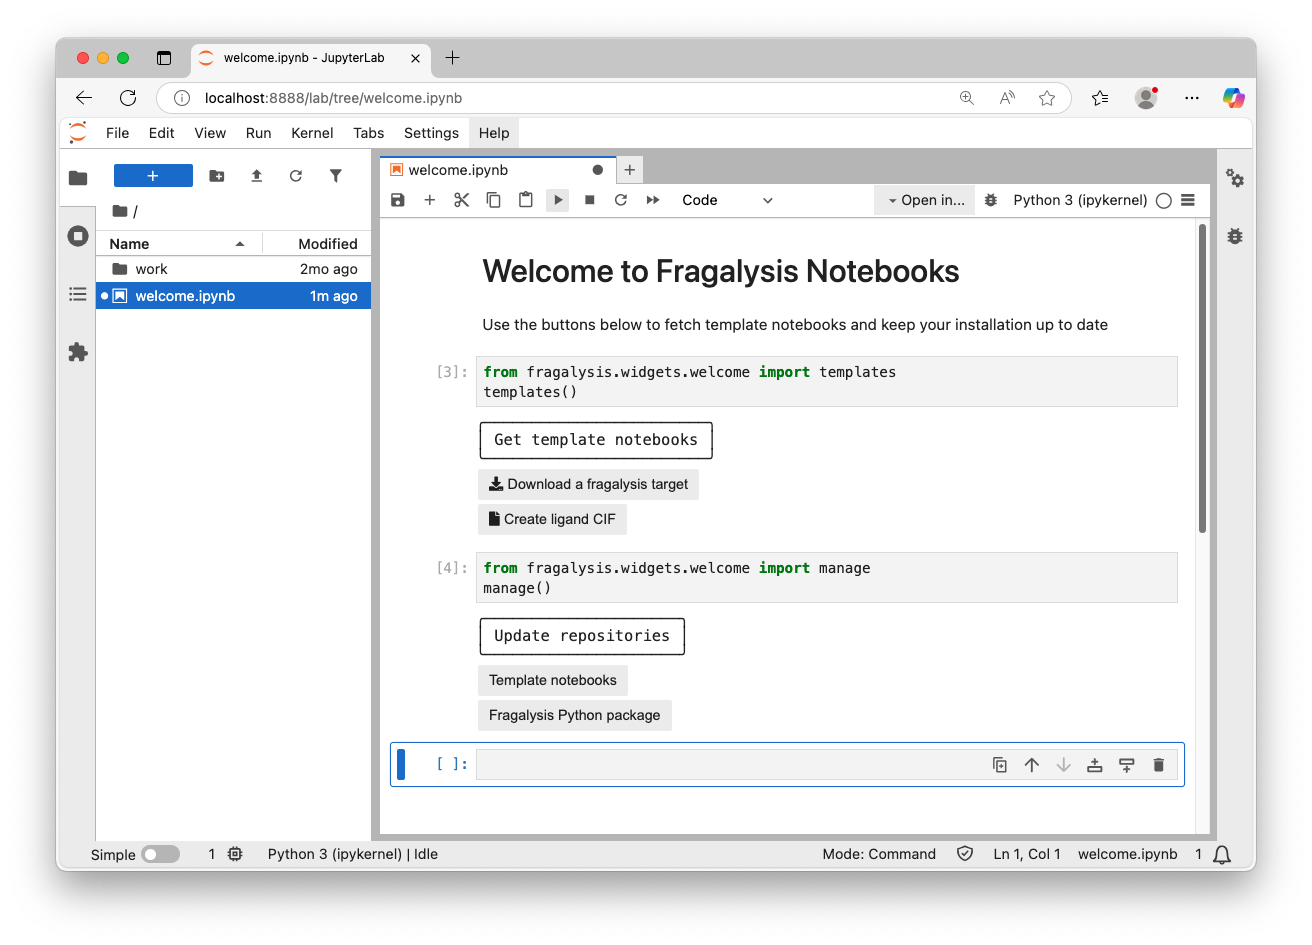 welcome.ipynb - JupyterLab
localhost:8888/lab/tree/welcome.ipynb
File Edit View Run Kernel Tabs Settings Help
/
Name Modified
work 2mo ago
welcome.ipynb 1m ago
welcome.ipynb
Code Open in... Python 3 (ipykernel)
Welcome to Fragalysis Notebooks
Use the buttons below to fetch template notebooks and keep your installation up to date
[3]: from fragalysis.widgets.welcome import templates
templates()
Get template notebooks
Download a fragalysis target
Create ligand CIF
[4]: from fragalysis.widgets.welcome import manage
manage()
Update repositories
Template notebooks
Fragalysis Python package
[ ]:
Simple 1 Python 3 (ipykernel) | Idle Mode: Command Ln 1, Col 1 welcome.ipynb 1